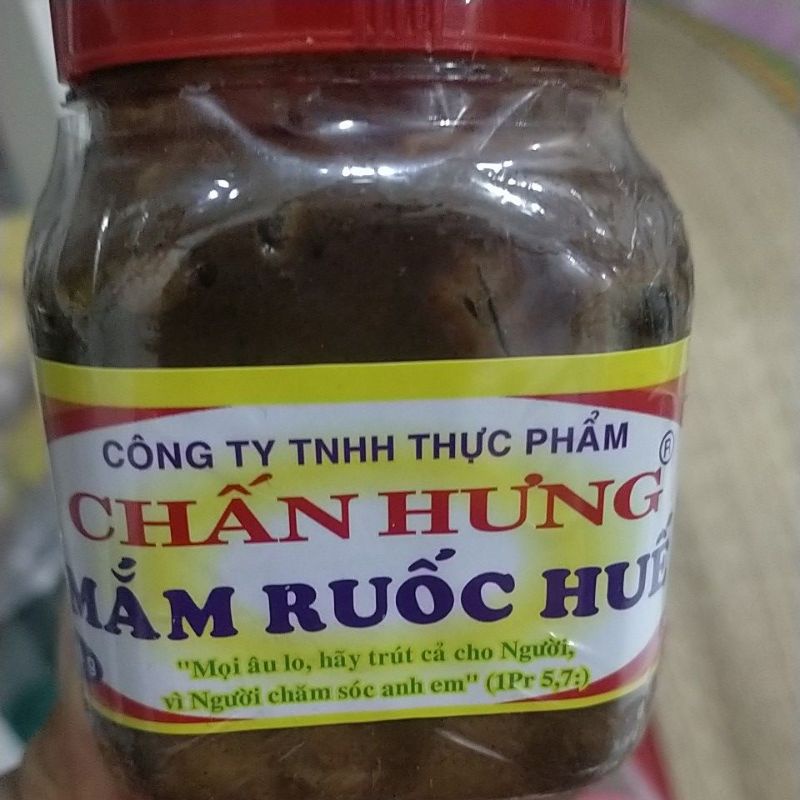 CÔNG TY TNHH THỰC PHẨM
CHẤN HƯNG ®
MẮM RUỐC HUẾ
"Mọi âu lo, hãy trút cả cho Người,
vì Người chăm sóc anh em" (1Pr 5,7:)